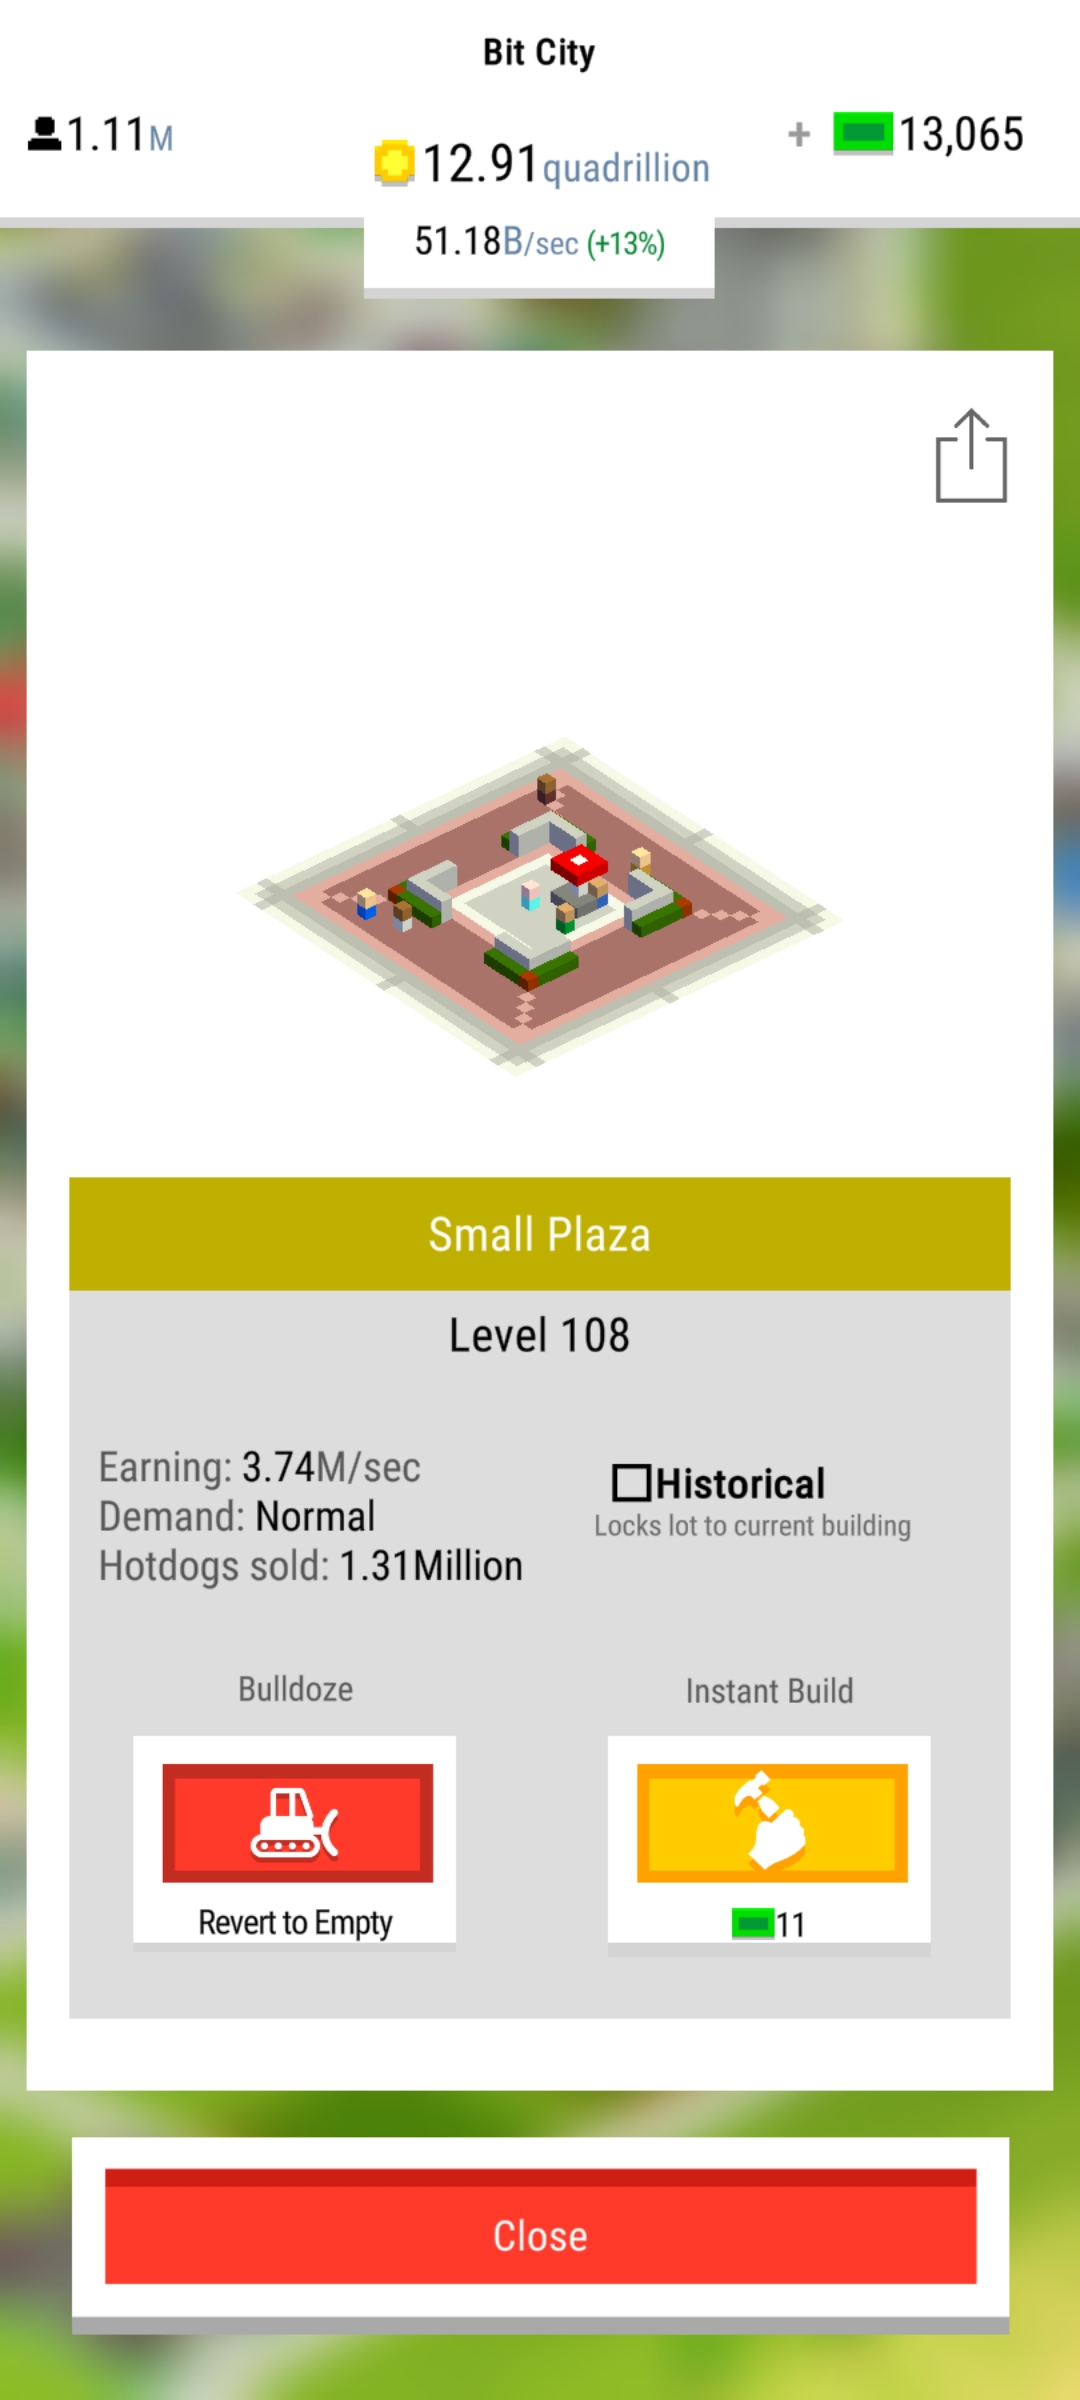 Bit City
1.11M
12.91quadrillion
+ 13,065
51.18B/sec (+13%)
Small Plaza
Level 108
Earning: 3.74M/sec
Demand: Normal
Hotdogs sold: 1.31Million
Historical
Locks lot to current building
Bulldoze
Revert to Empty
Instant Build
11
Close